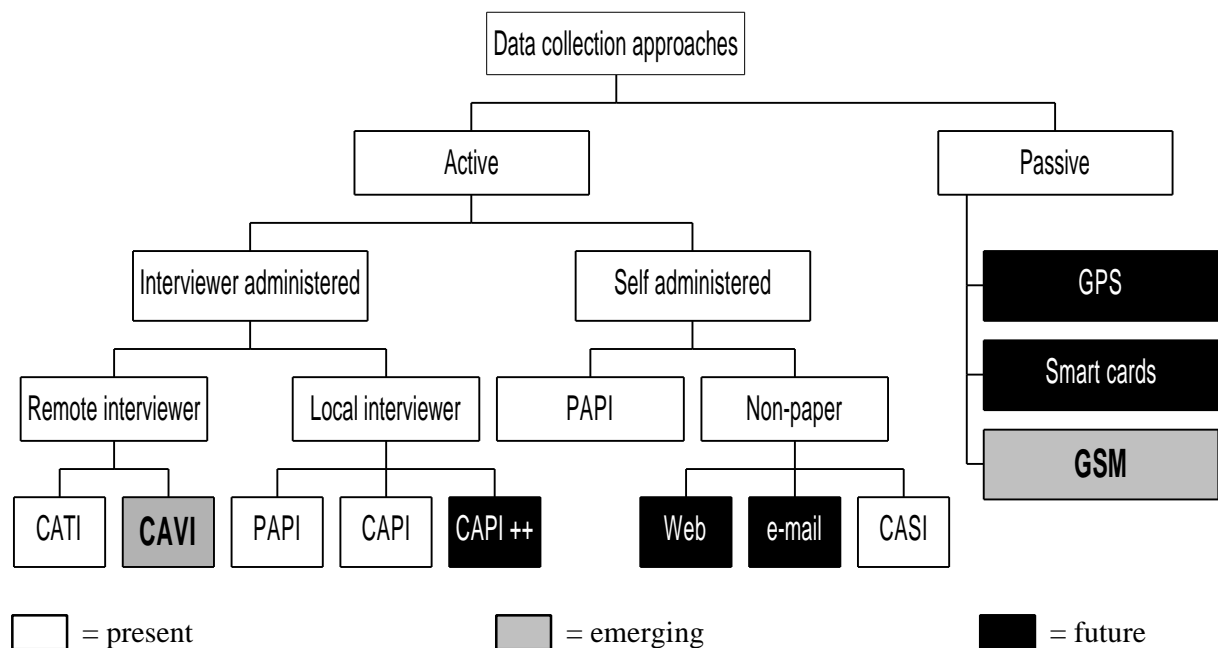 Data collection approaches
Active
Passive
Interviewer administered
Self administered
GPS
Smart cards
GSM
Remote interviewer
Local interviewer
PAPI
Non-paper
CATI
CAVI
PAPI
CAPI
CAPI ++
Web
e-mail
CASI
= present
= emerging
= future